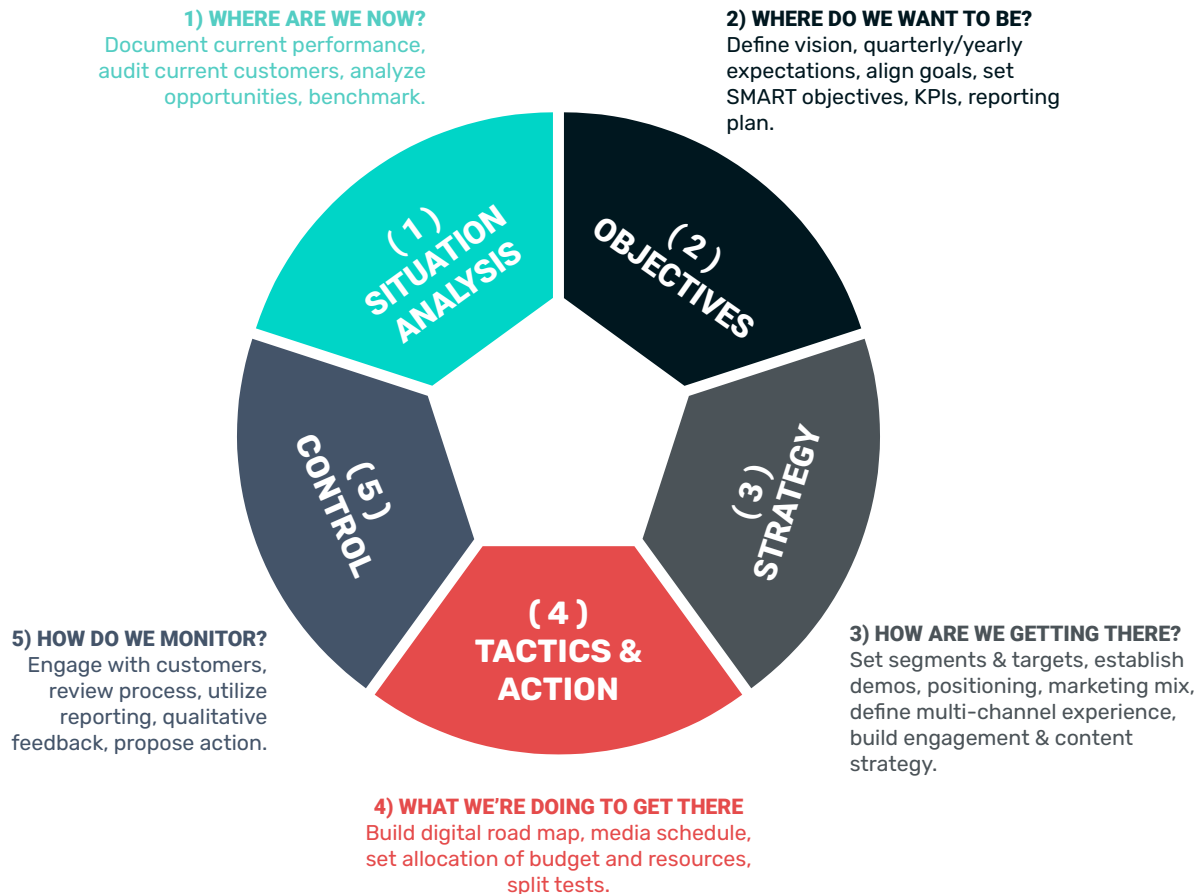 1) WHERE ARE WE NOW?
Document current performance,
audit current customers, analyze
opportunities, benchmark.
2) WHERE DO WE WANT TO BE?
Define vision, quarterly/yearly
expectations, align goals, set
SMART objectives, KPIs, reporting
plan.
( 1 )
SITUATION
ANALYSIS
( 2 )
OBJECTIVES
( 3 )
STRATEGY
( 4 )
TACTICS &
ACTION
( 5 )
CONTROL
3) HOW ARE WE GETTING THERE?
Set segments & targets, establish
demos, positioning, marketing mix,
define multi-channel experience,
build engagement & content
strategy.
4) WHAT WE’RE DOING TO GET THERE
Build digital road map, media schedule,
set allocation of budget and resources,
split tests.
5) HOW DO WE MONITOR?
Engage with customers,
review process, utilize
reporting, qualitative
feedback, propose action.